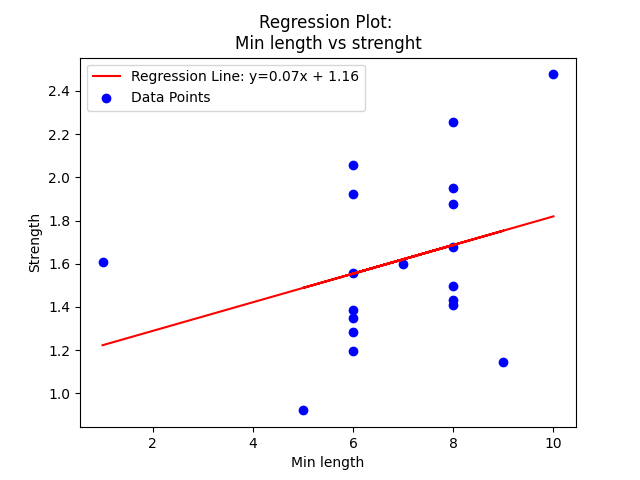 Regression Plot:
Min length vs strenght
Regression Line: y=0.07x + 1.16
Data Points
Strength
2.4
2.2
2.0
1.8
1.6
1.4
1.2
1.0
2 4 6 8 10
Min length